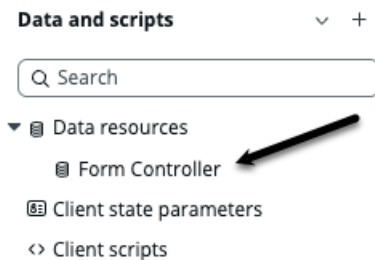 Data and scripts
Search
Data resources
Form Controller
Client state parameters
Client scripts